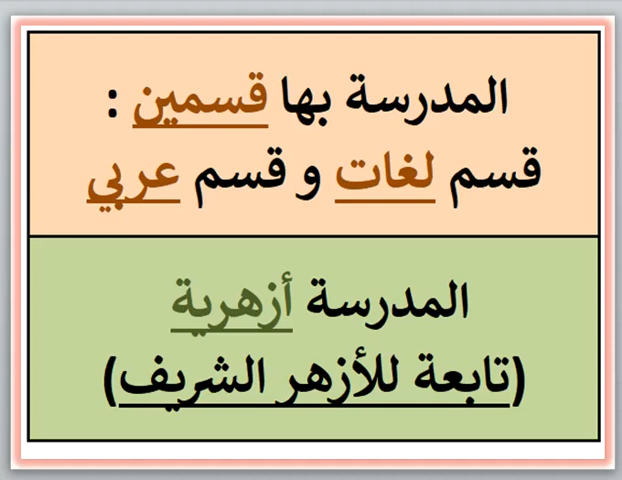 المدرسة بها قسمين :
قسم لغات و قسم عربي
المدرسة أزهرية
(تابعة للأزهر الشريف)